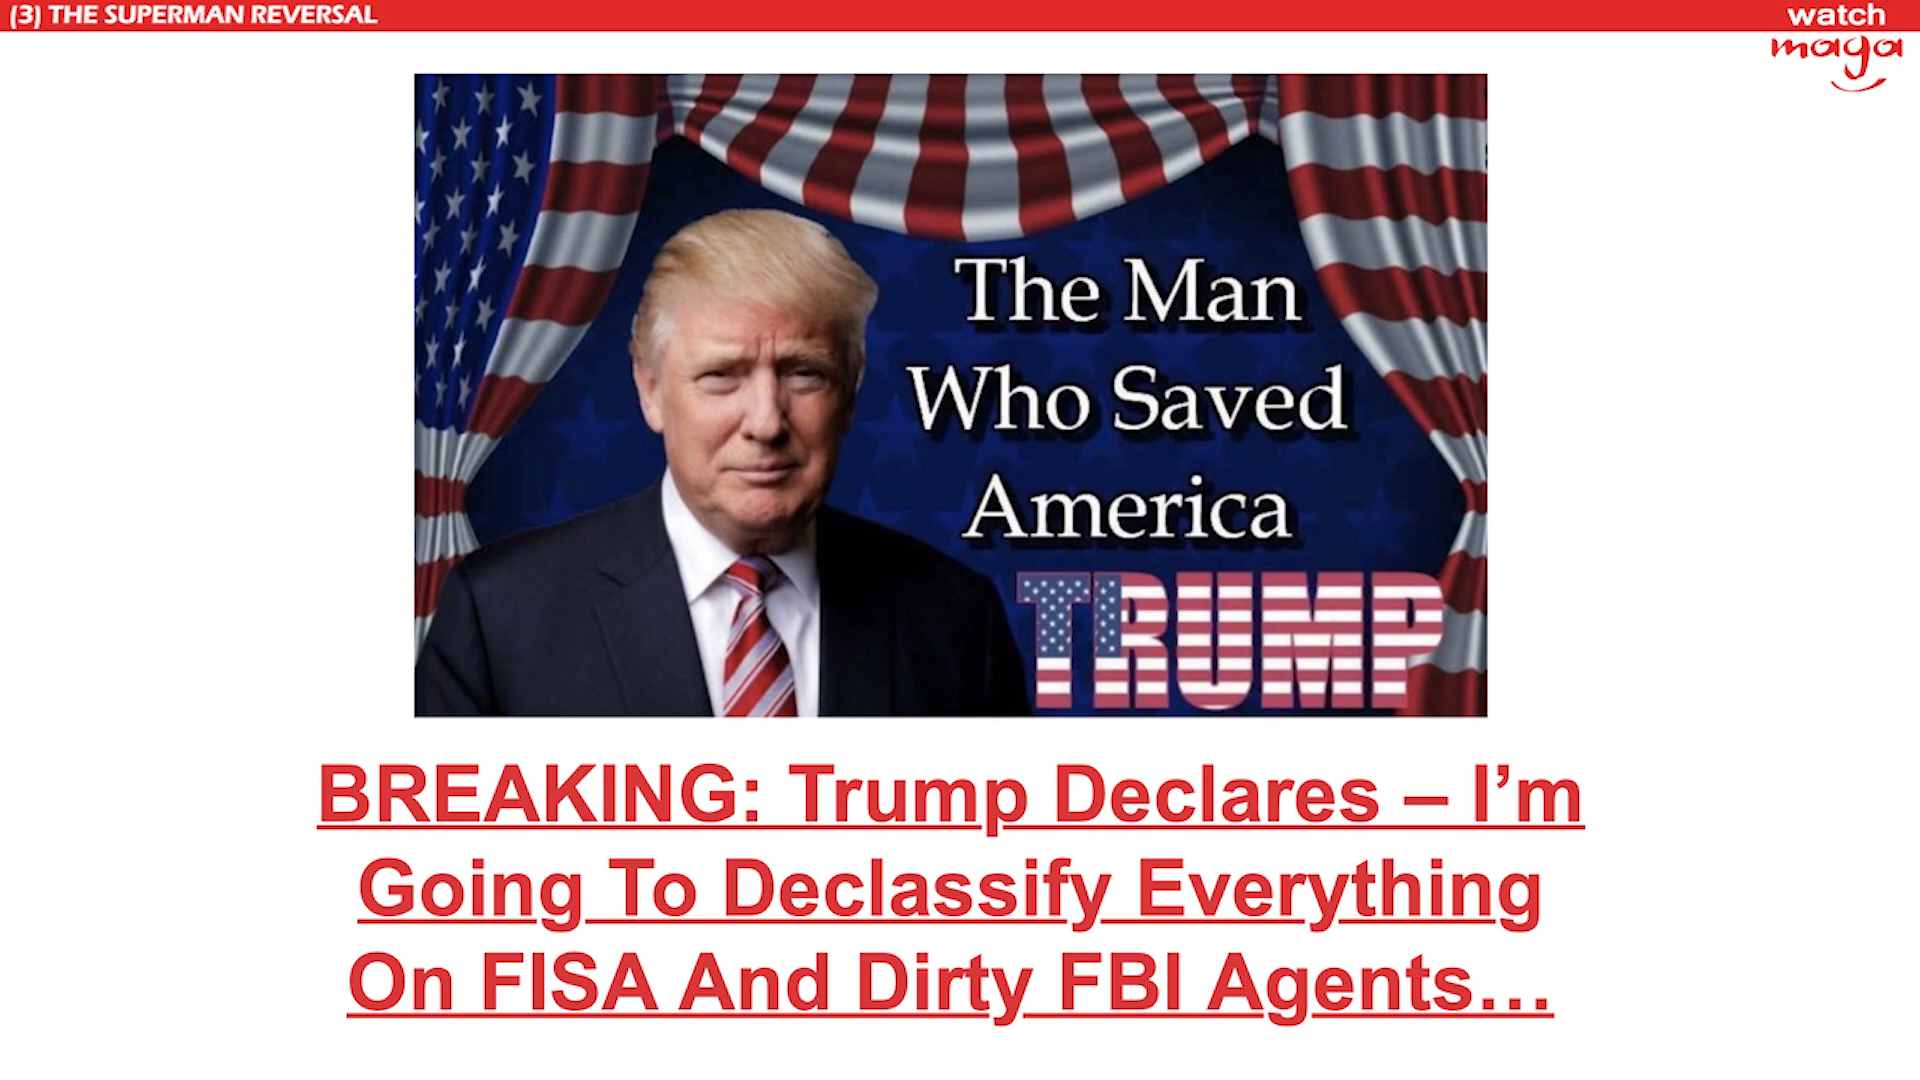 (3) THE SUPERMAN REVERSAL
watch
maga
The Man
Who Saved
America
TRUMP
BREAKING: Trump Declares – I’m
Going To Declassify Everything
On FISA And Dirty FBI Agents…